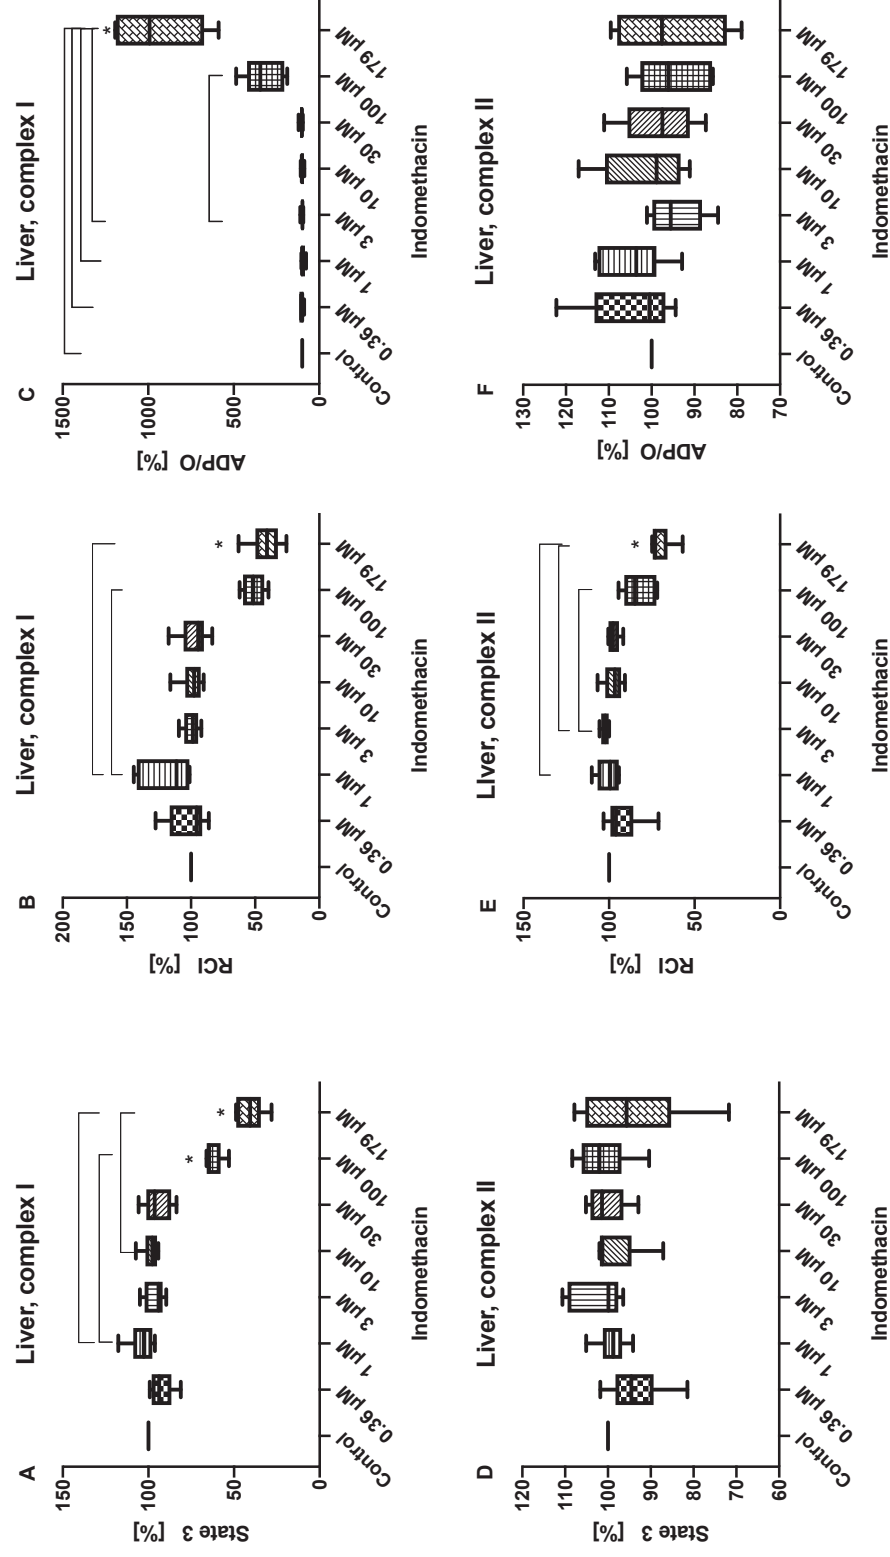 A
Liver, complex I
State 3 [%]
150
100
50
0
*
*
Control
0.36 µM
1 µM
3 µM
10 µM
30 µM
100 µM
179 µM
Indomethacin
B
Liver, complex I
RCI [%]
200
150
100
50
0
*
Control
0.36 µM
1 µM
3 µM
10 µM
30 µM
100 µM
179 µM
Indomethacin
C
Liver, complex I
ADP/O [%]
1500
1000
500
0
*
Control
0.36 µM
1 µM
3 µM
10 µM
30 µM
100 µM
179 µM
Indomethacin
D
Liver, complex II
State 3 [%]
120
110
100
90
80
70
60
Control
0.36 µM
1 µM
3 µM
10 µM
30 µM
100 µM
179 µM
Indomethacin
E
LIver, complex II
RCI [%]
150
100
50
0
*
Control
0.36 µM
1 µM
3 µM
10 µM
30 µM
100 µM
179 µM
Indomethacin
F
Liver, complex II
ADP/O [%]
130
120
110
100
90
80
70
Control
0.36 µM
1 µM
3 µM
10 µM
30 µM
100 µM
179 µM
Indomethacin